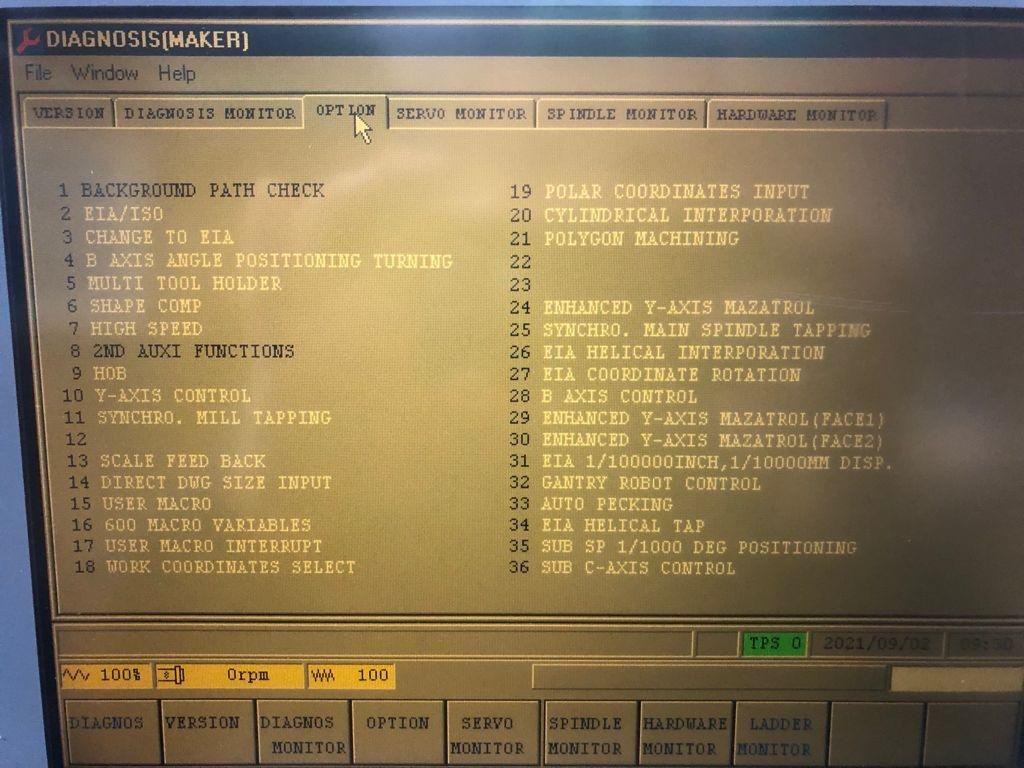 DIAGNOSIS(MAKER)
File Window Help
VERSION DIAGNOSIS MONITOR OPTION SERVO MONITOR SPINDLE MONITOR HARDWARE MONITOR
1 BACKGROUND PATH CHECK
2 EIA/ISO
3 CHANGE TO EIA
4 B AXIS ANGLE POSITIONING TURNING
5 MULTI TOOL HOLDER
6 SHAPE COMP
7 HIGH SPEED
8 2ND AUXI FUNCTIONS
9 HOB
10 Y-AXIS CONTROL
11 SYNCHRO. MILL TAPPING
12
13 SCALE FEED BACK
14 DIRECT DWG SIZE INPUT
15 USER MACRO
16 600 MACRO VARIABLES
17 USER MACRO INTERRUPT
18 WORK COORDINATES SELECT
19 POLAR COORDINATES INPUT
20 CYLINDRICAL INTERPORATION
21 POLYGON MACHINING
22
23
24 ENHANCED Y-AXIS MAZATROL
25 SYNCHRO. MAIN SPINDLE TAPPING
26 EIA HELICAL INTERPORATION
27 EIA COORDINATE ROTATION
28 B AXIS CONTROL
29 ENHANCED Y-AXIS MAZATROL(FACE1)
30 ENHANCED Y-AXIS MAZATROL(FACE2)
31 EIA 1/100000INCH,1/10000MM DISP.
32 GANTRY ROBOT CONTROL
33 AUTO PECKING
34 EIA HELICAL TAP
35 SUB SP 1/1000 DEG POSITIONING
36 SUB C-AXIS CONTROL
TPS 0 2021/09/02
100% 0rpm 100
DIAGNOS VERSION DIAGNOS MONITOR OPTION SERVO MONITOR SPINDLE MONITOR HARDWARE MONITOR LADDER MONITOR